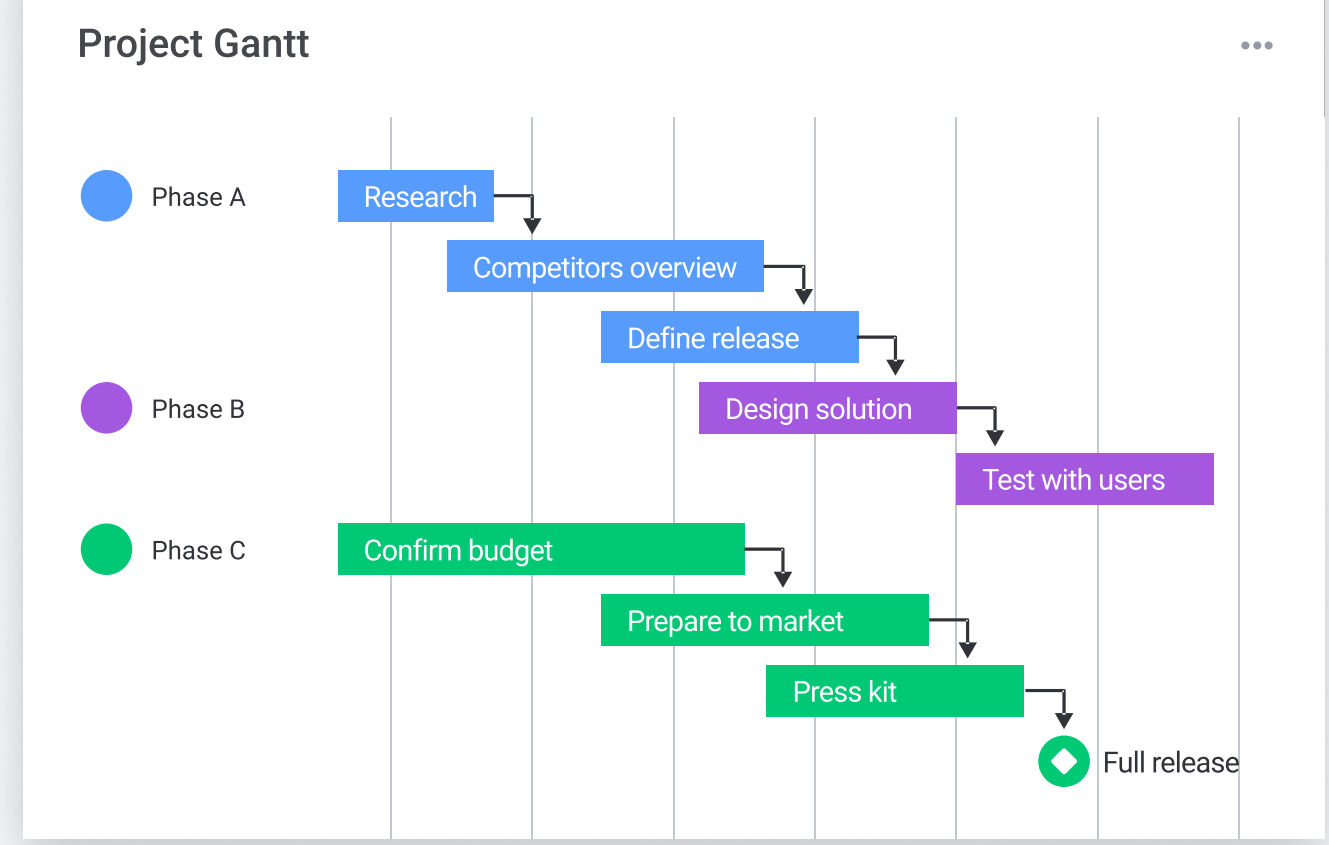 Project Gantt
Phase A
Research
Competitors overview
Define release
Phase B
Design solution
Test with users
Phase C
Confirm budget
Prepare to market
Press kit
Full release